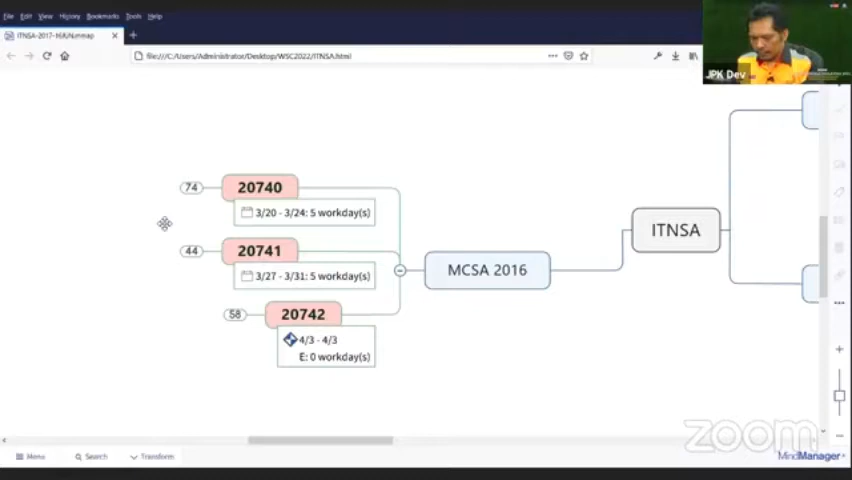 File Edit View History Bookmarks Tools Help
ITNSA-2017-
file:///C:/Users/Administrator/Desktop/WSC2022/ITNSA.html
JPK Dev
74
20740
3/20 - 3/24: 5 workday(s)
44
20741
3/27 - 3/31: 5 workday(s)
58
20742
4/3 - 4/3
E: 0 workday(s)
MCSA 2016
ITNSA
zoom
Menu
Search
Transform
MindManager